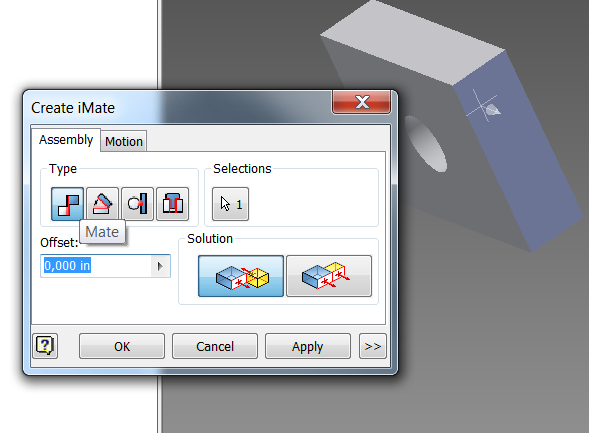 Create iMate
Assembly Motion
Type Selections
1
Mate
Offset: Solution
0,000 in
OK Cancel Apply >>